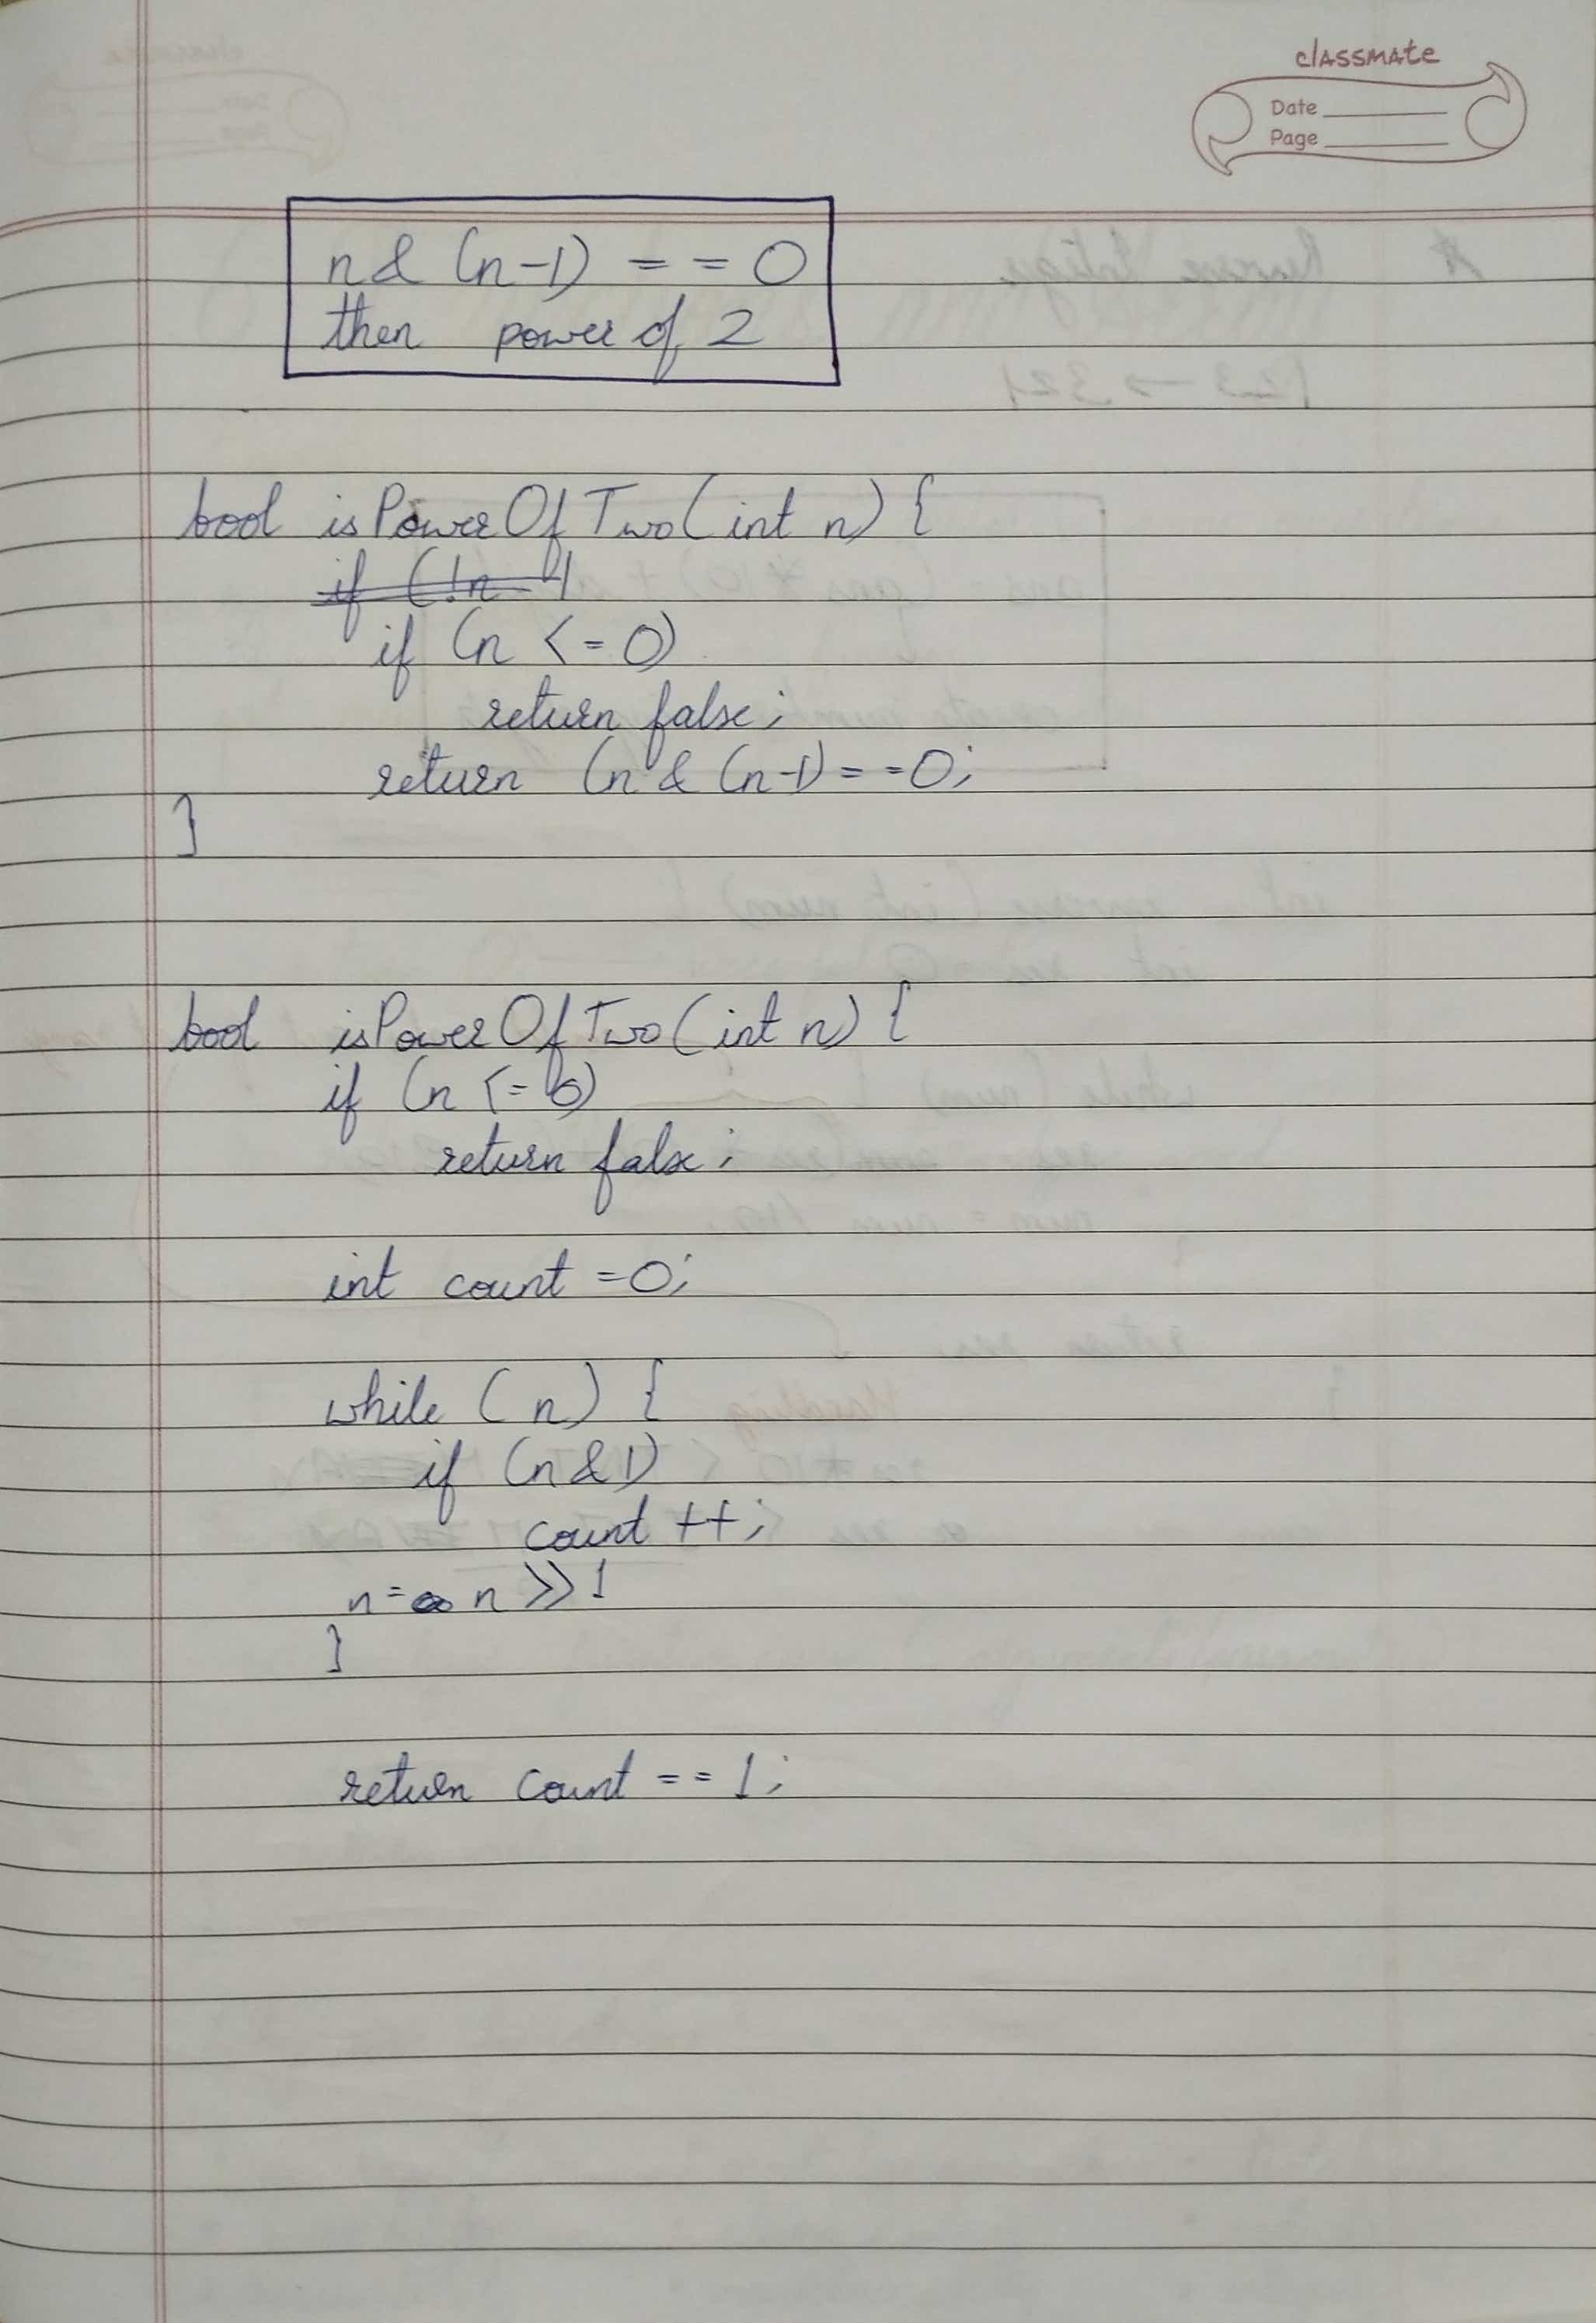 classmate
Date
Page
n & (n-1) == 0
then power of 2
bool isPowerOfTwo(int n) {
if (!n
if (n <= 0)
return false;
return (n & (n-1) == 0;
}
bool isPowerOfTwo(int n) {
if (n <= 0)
return false;
int count = 0;
while (n) {
if (n & 1)
count ++;
n = n >> 1
}
return count == 1;